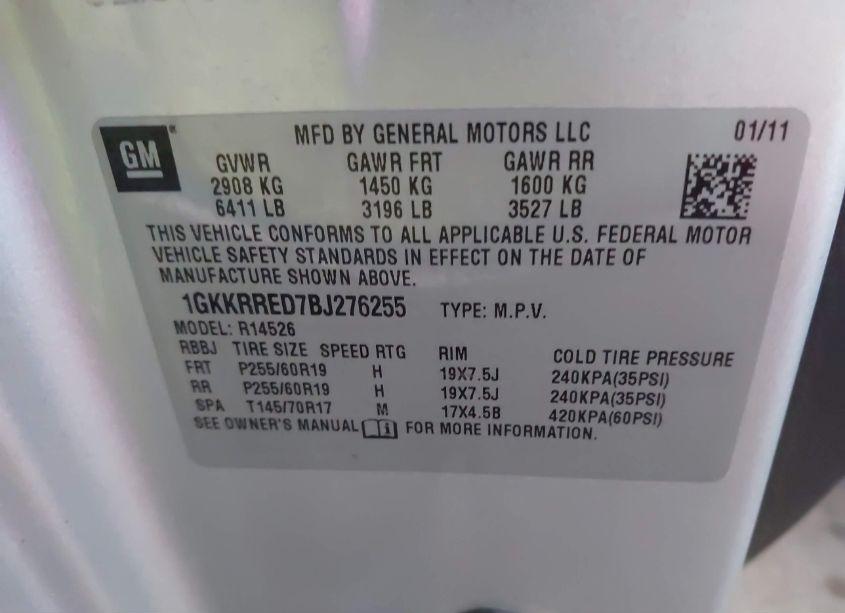 GM
MFD BY GENERAL MOTORS LLC 01/11
GVWR GAWR FRT GAWR RR
2908 KG 1450 KG 1600 KG
6411 LB 3196 LB 3527 LB
THIS VEHICLE CONFORMS TO ALL APPLICABLE U.S. FEDERAL MOTOR
VEHICLE SAFETY STANDARDS IN EFFECT ON THE DATE OF
MANUFACTURE SHOWN ABOVE.
1GKKRRED7BJ276255 TYPE: M.P.V.
MODEL: R14526
RBBJ TIRE SIZE SPEED RTG RIM COLD TIRE PRESSURE
FRT P255/60R19 H 19X7.5J 240KPA(35PSI)
RR P255/60R19 H 19X7.5J 240KPA(35PSI)
SPA T145/70R17 M 17X4.5B 420KPA(60PSI)
SEE OWNER'S MANUAL i FOR MORE INFORMATION.